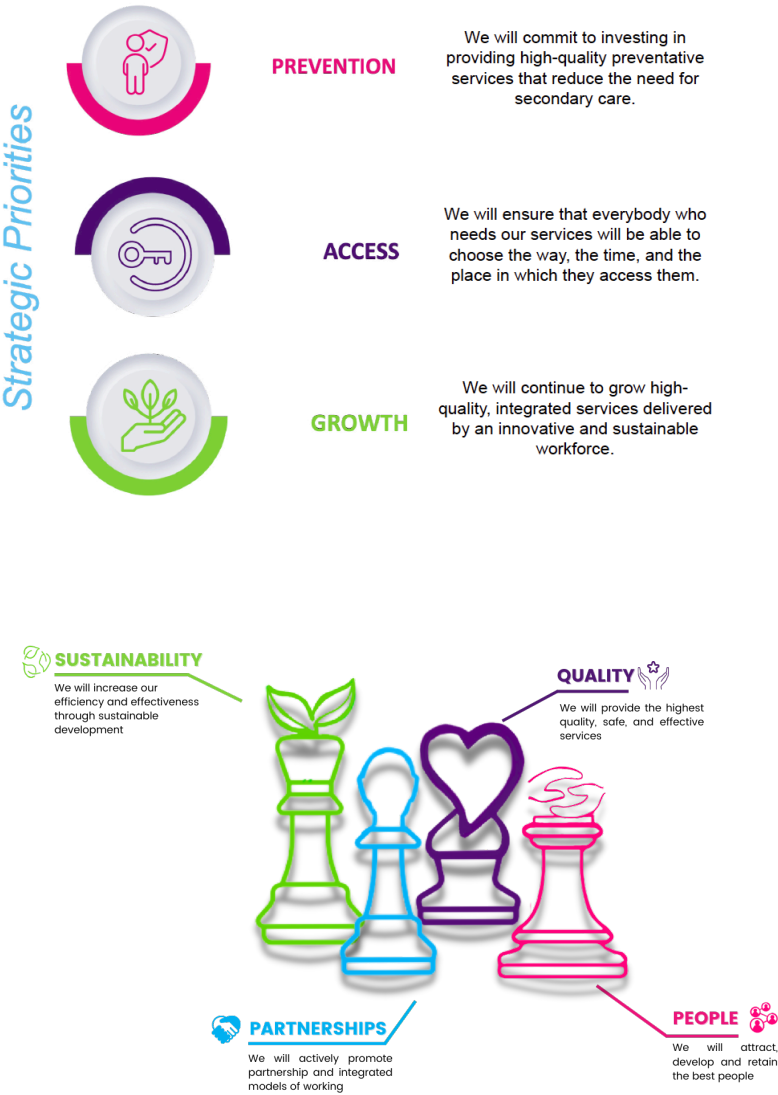 Strategic Priorities
PREVENTION
We will commit to investing in
providing high-quality preventative
services that reduce the need for
secondary care.
ACCESS
We will ensure that everybody who
needs our services will be able to
choose the way, the time, and the
place in which they access them.
GROWTH
We will continue to grow high-
quality, integrated services delivered
by an innovative and sustainable
workforce.
SUSTAINABILITY
We will increase our
efficiency and effectiveness
through sustainable
development
QUALITY
We will provide the highest
quality, safe, and effective
services
PARTNERSHIPS
We will actively promote
partnership and integrated
models of working
PEOPLE
We will attract,
develop and retain
the best people